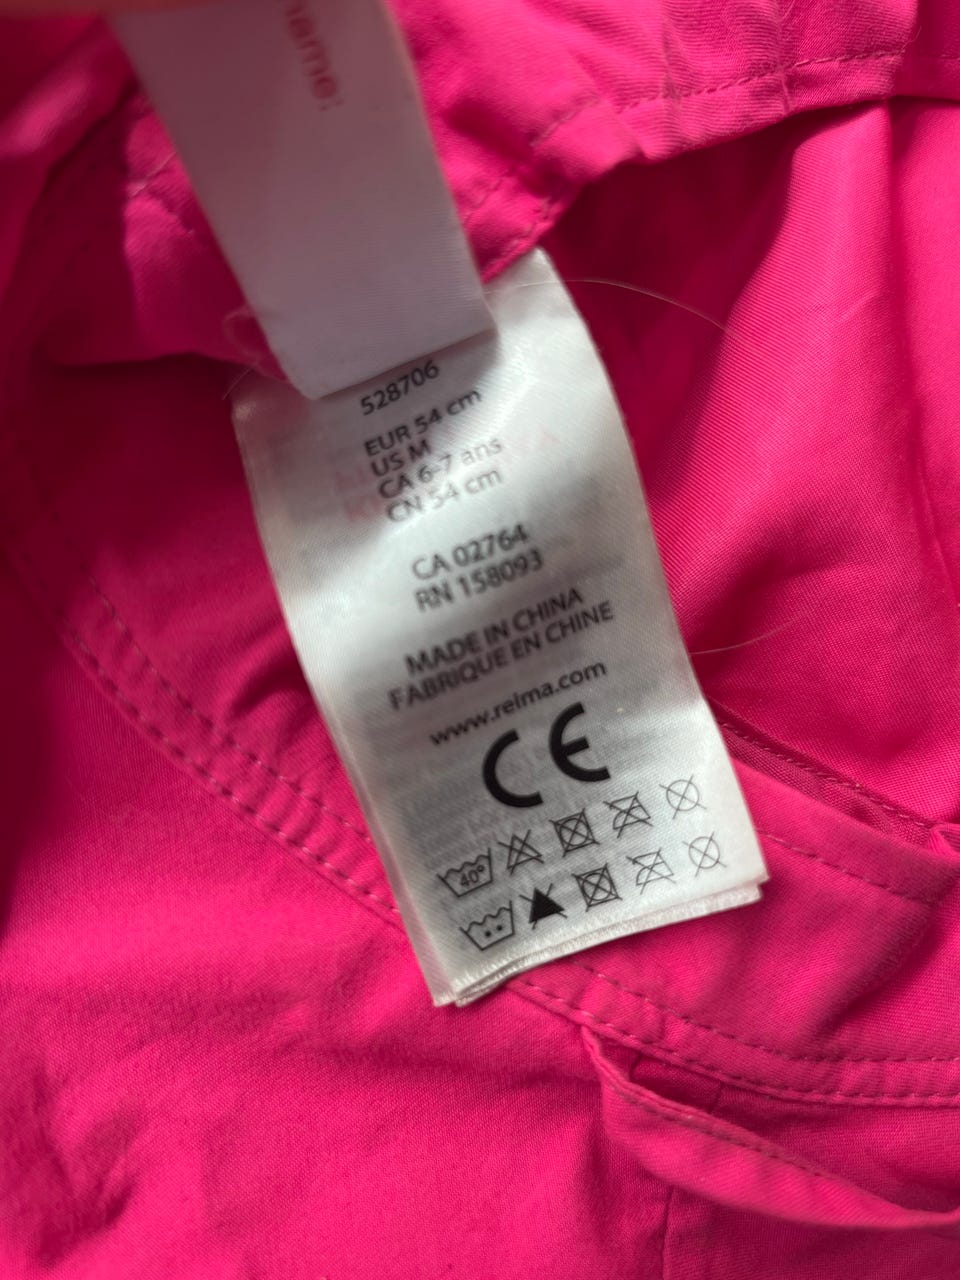 name:
528706
EUR 54 cm
US M
CA 6-7 ans
CN 54 cm
CA 02764
RN 158093
MADE IN CHINA
FABRIQUE EN CHINE
www.reima.com
CE
40°